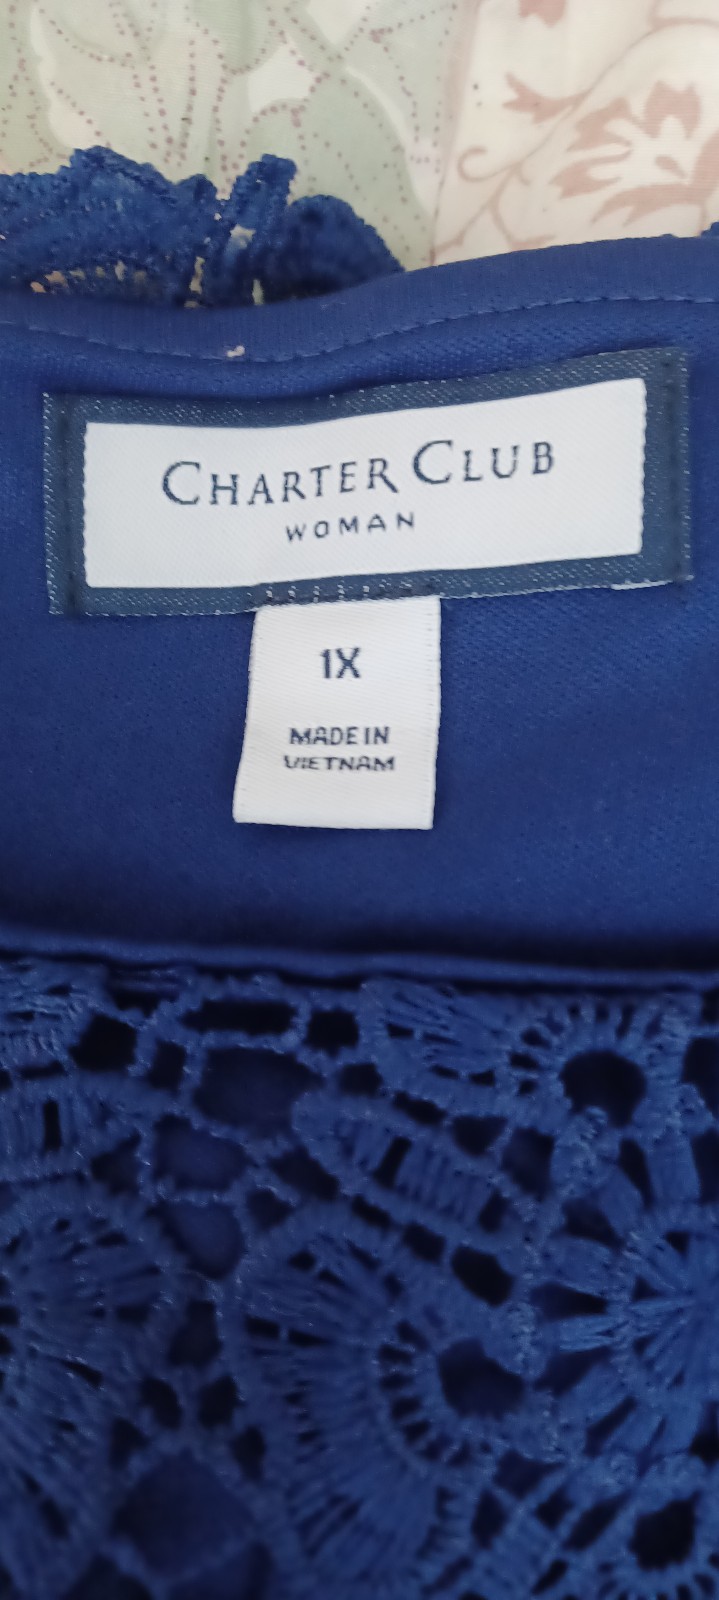 CHARTER CLUB
WOMAN
1X
MADE IN
VIETNAM